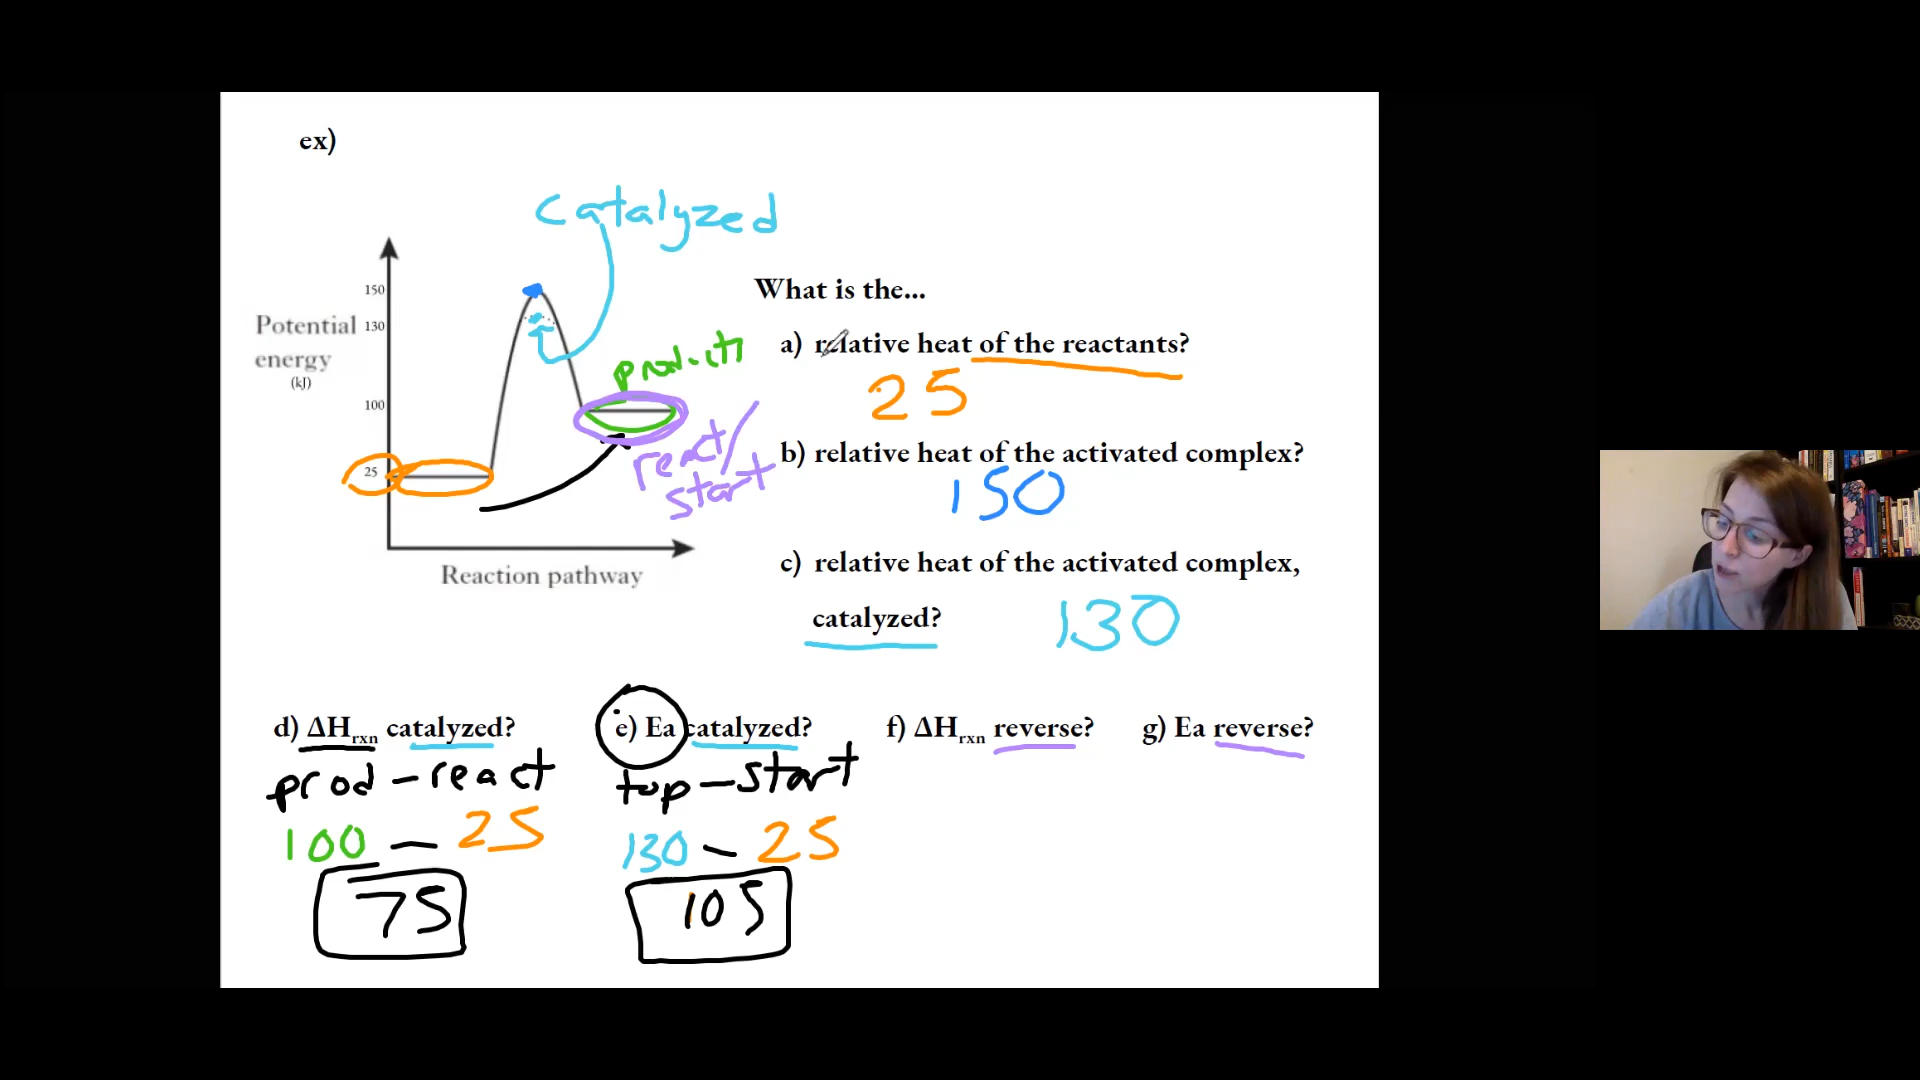 ex)
catalyzed
150
Potential 130
energy
(kJ)
100
25
products
react/
start
Reaction pathway
What is the...
a) relative heat of the reactants?
25
b) relative heat of the activated complex?
150
c) relative heat of the activated complex,
catalyzed?
130
d) ΔHrxn catalyzed?
prod - react
100 - 25
75
e) Ea catalyzed?
top - start
130 - 25
105
f) ΔHrxn reverse?
g) Ea reverse?